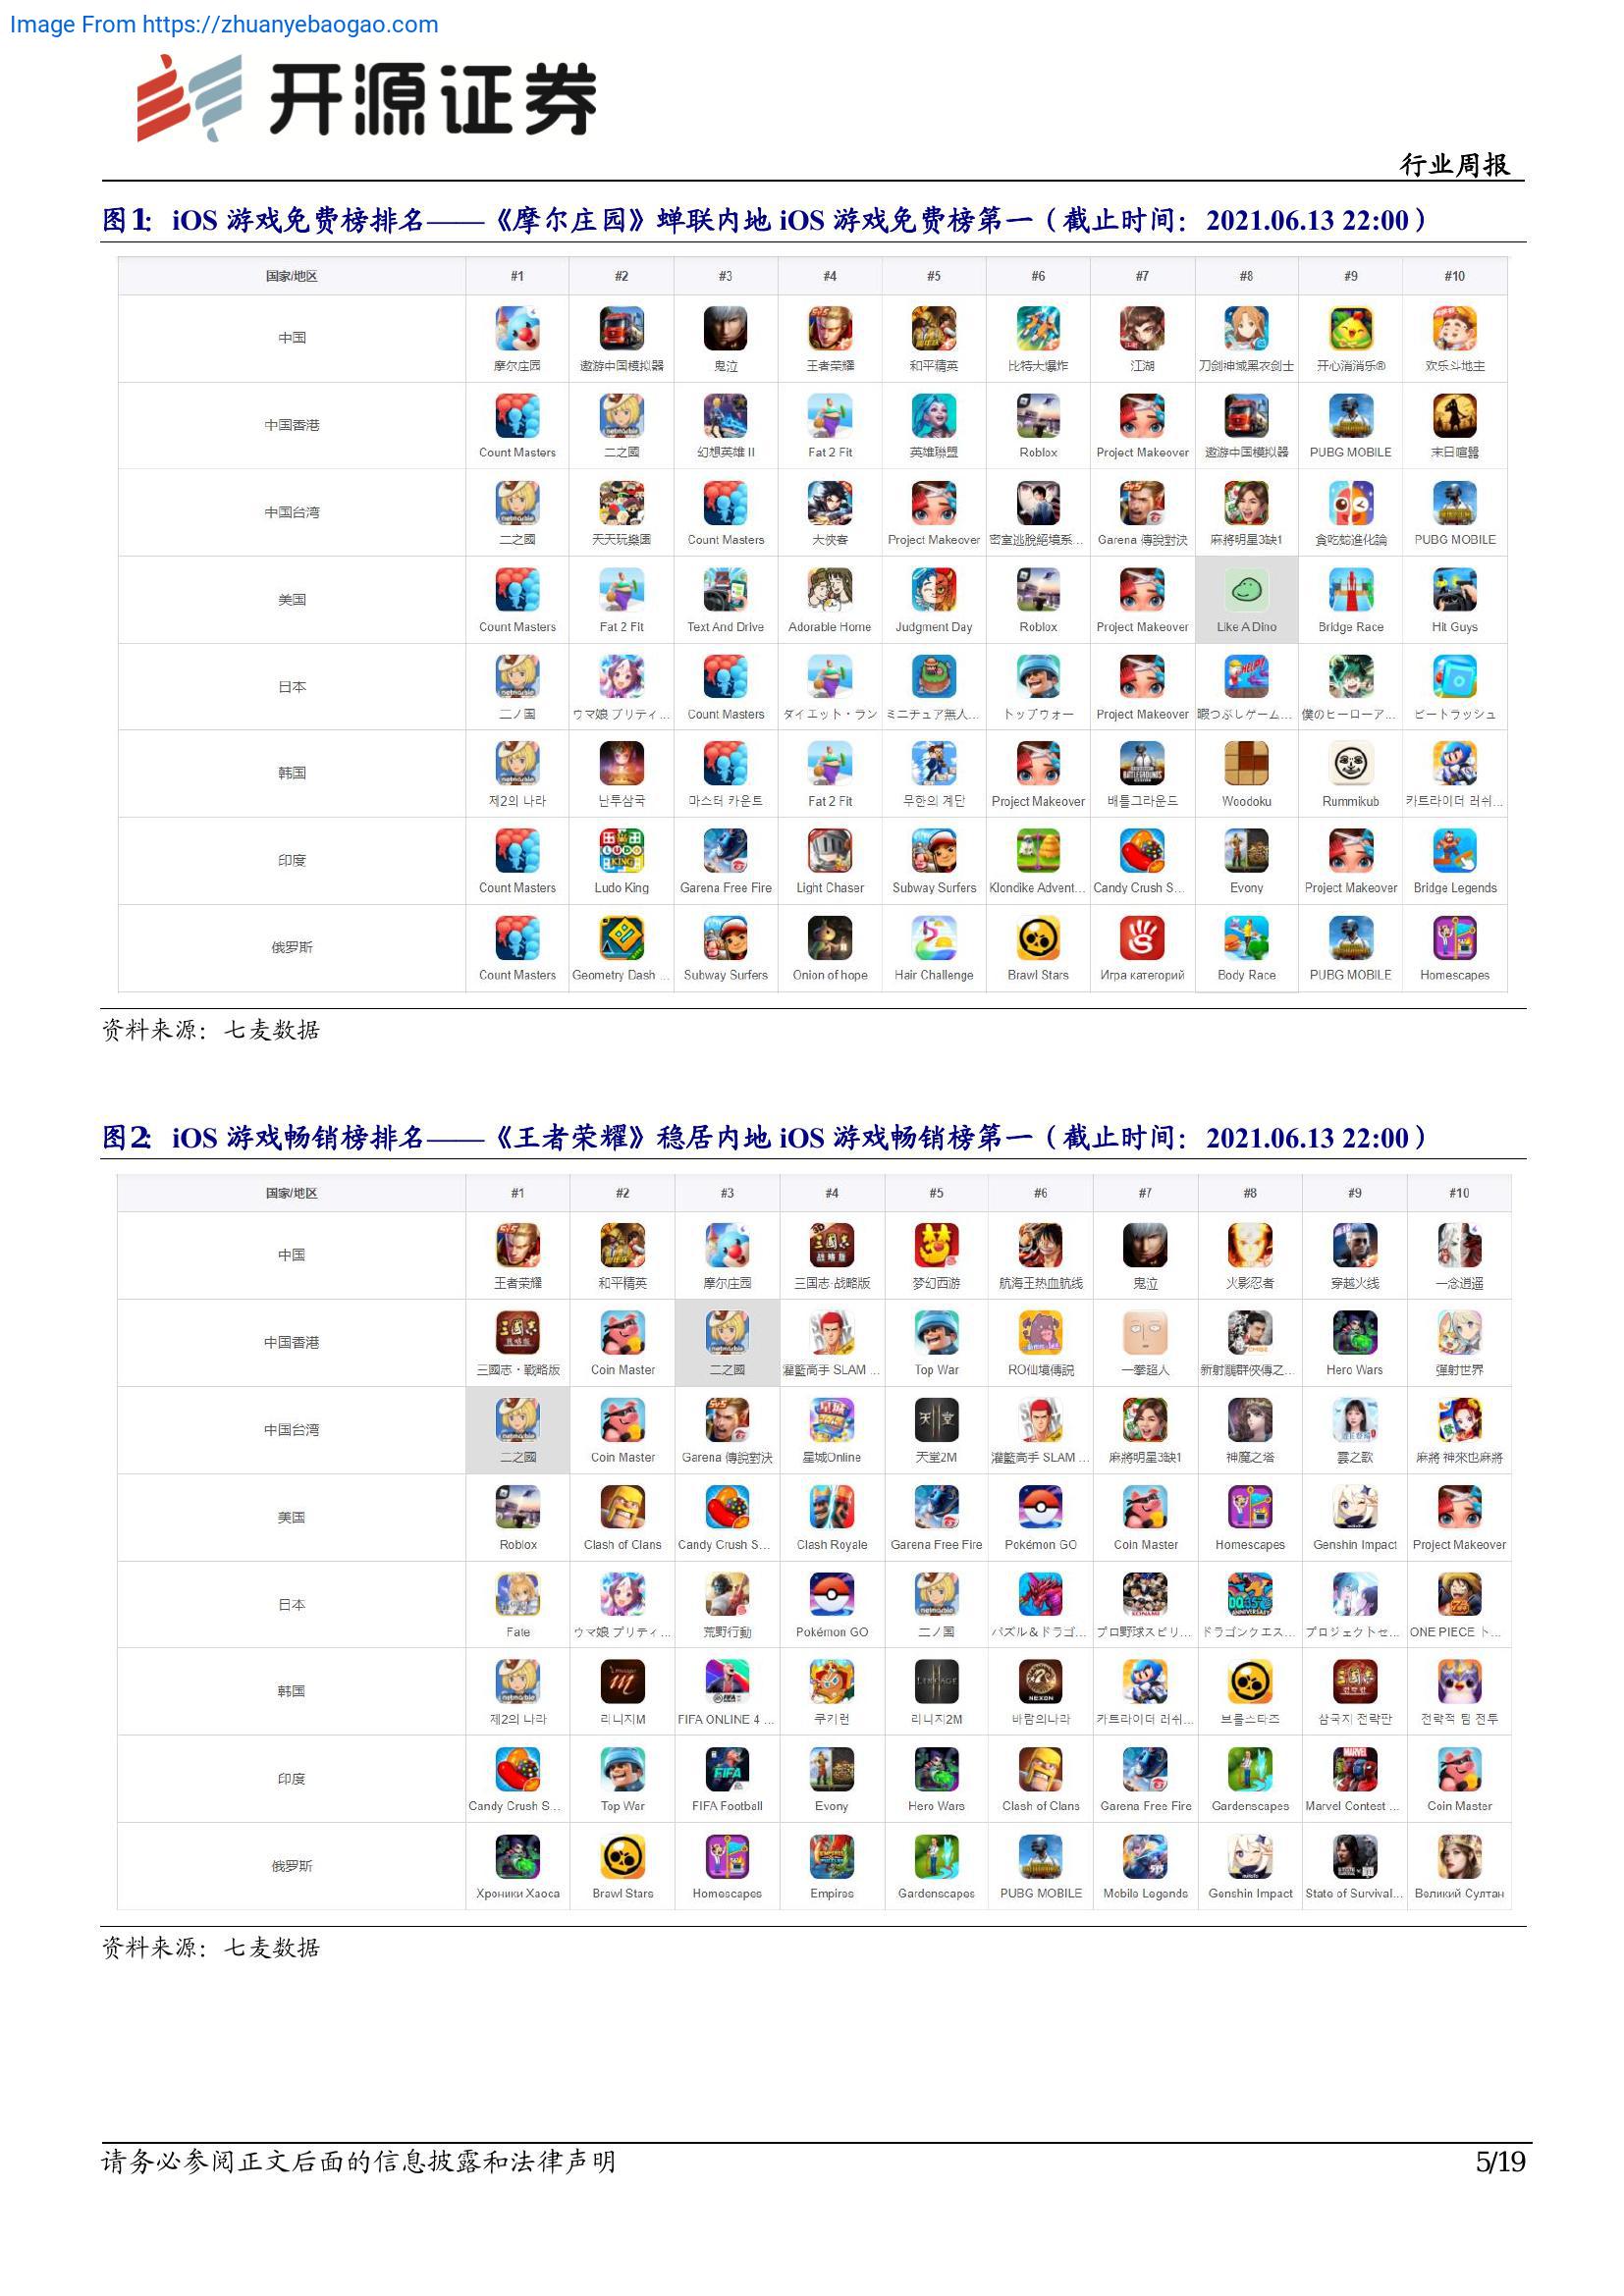 Image From https://zhuanyebaogao.com
开源证券
行业周报
图1： iOS 游戏免费榜排名——《摩尔庄园》蝉联内地 iOS 游戏免费榜第一（截止时间：2021.06.13 22:00）
国家/地区 #1 #2 #3 #4 #5 #6 #7 #8 #9 #10
中国 摩尔庄园 遨游中国模拟器 鬼泣 王者荣耀 和平精英 比特大爆炸 江湖 刀剑神域黑衣剑士 开心消消乐® 欢乐斗地主
中国香港 Count Masters 二之國 幻想英雄 II Fat 2 Fit 英雄聯盟 Roblox Project Makeover 遨游中国模拟器 PUBG MOBILE 末日喧囂
中国台湾 二之國 天天玩樂園 Count Masters 大俠客 Project Makeover 密室逃脫絕境系... Garena 傳說對決 麻將明星3缺1 貪吃蛇進化論 PUBG MOBILE
美国 Count Masters Fat 2 Fit Text And Drive Adorable Home Judgment Day Roblox Project Makeover Like A Dino Bridge Race Hit Guys
日本 二ノ国 ウマ娘 プリティ... Count Masters ダイエット・ラン ミニチュア無人... トップウォー Project Makeover 暇つぶしゲーム... 僕のヒーローア... ビートラッシュ
韩国 제2의 나라 난투삼국 마스터 카운트 Fat 2 Fit 무한의 계단 Project Makeover 배틀그라운드 Woodoku Rummikub 카트라이더 러쉬...
印度 Count Masters Ludo King Garena Free Fire Light Chaser Subway Surfers Klondike Advent... Candy Crush S... Evony Project Makeover Bridge Legends
俄罗斯 Count Masters Geometry Dash ... Subway Surfers Onion of hope Hair Challenge Brawl Stars Игра категорий Body Race PUBG MOBILE Homescapes
资料来源：七麦数据
图2： iOS 游戏畅销榜排名——《王者荣耀》稳居内地 iOS 游戏畅销榜第一（截止时间：2021.06.13 22:00）
国家/地区 #1 #2 #3 #4 #5 #6 #7 #8 #9 #10
中国 王者荣耀 和平精英 摩尔庄园 三国志·战略版 梦幻西游 航海王热血航线 鬼泣 火影忍者 穿越火线 一念逍遥
中国香港 三國志・戰略版 Coin Master 二之國 灌籃高手 SLAM ... Top War RO仙境傳說 一拳超人 新射鵰群俠傳之... Hero Wars 彈射世界
中国台湾 二之國 Coin Master Garena 傳說對決 星城Online 天堂2M 灌籃高手 SLAM ... 麻將明星3缺1 神魔之塔 雲之歌 麻將 神來也麻將
美国 Roblox Clash of Clans Candy Crush S... Clash Royale Garena Free Fire Pokémon GO Coin Master Homescapes Genshin Impact Project Makeover
日本 Fate ウマ娘 プリティ... 荒野行動 Pokémon GO 二ノ国 パズル＆ドラゴ... プロ野球スピリ... ドラゴンクエス... プロジェクトセ... ONE PIECE ト...
韩国 제2의 나라 리니지M FIFA ONLINE 4 ... 쿠키런 리니지2M 바람의나라 카트라이더 러쉬... 브롤스타즈 삼국지 전략판 전략적 팀 전투
印度 Candy Crush S... Top War FIFA Football Evony Hero Wars Clash of Clans Garena Free Fire Gardenscapes Marvel Contest ... Coin Master
俄罗斯 Хроники Хаоса Brawl Stars Homescapes Empires Gardenscapes PUBG MOBILE Mobile Legends Genshin Impact State of Survival... Великий Султан
资料来源：七麦数据
请务必参阅正文后面的信息披露和法律声明
5/19